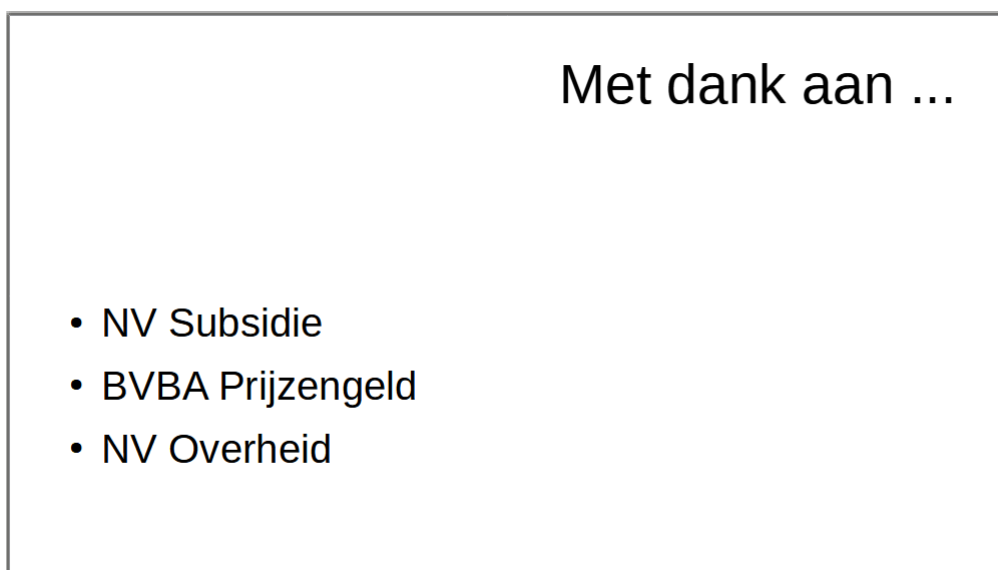 Met dank aan ...
• NV Subsidie
• BVBA Prijzengeld
• NV Overheid